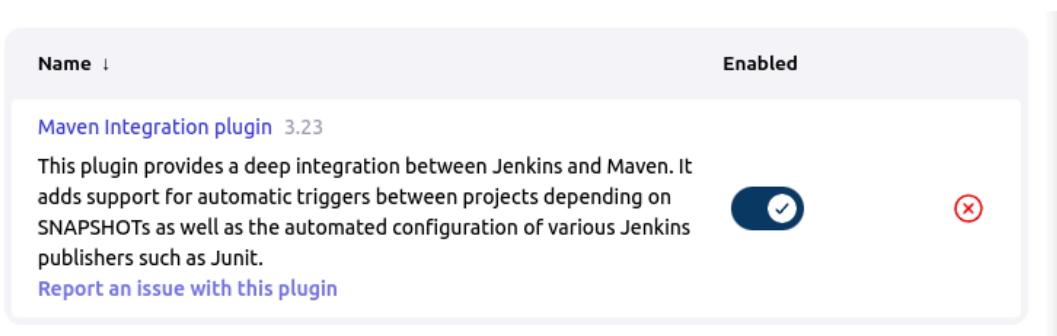 Name ↓ Enabled
Maven Integration plugin 3.23
This plugin provides a deep integration between Jenkins and Maven. It
adds support for automatic triggers between projects depending on
SNAPSHOTs as well as the automated configuration of various Jenkins
publishers such as Junit.
Report an issue with this plugin